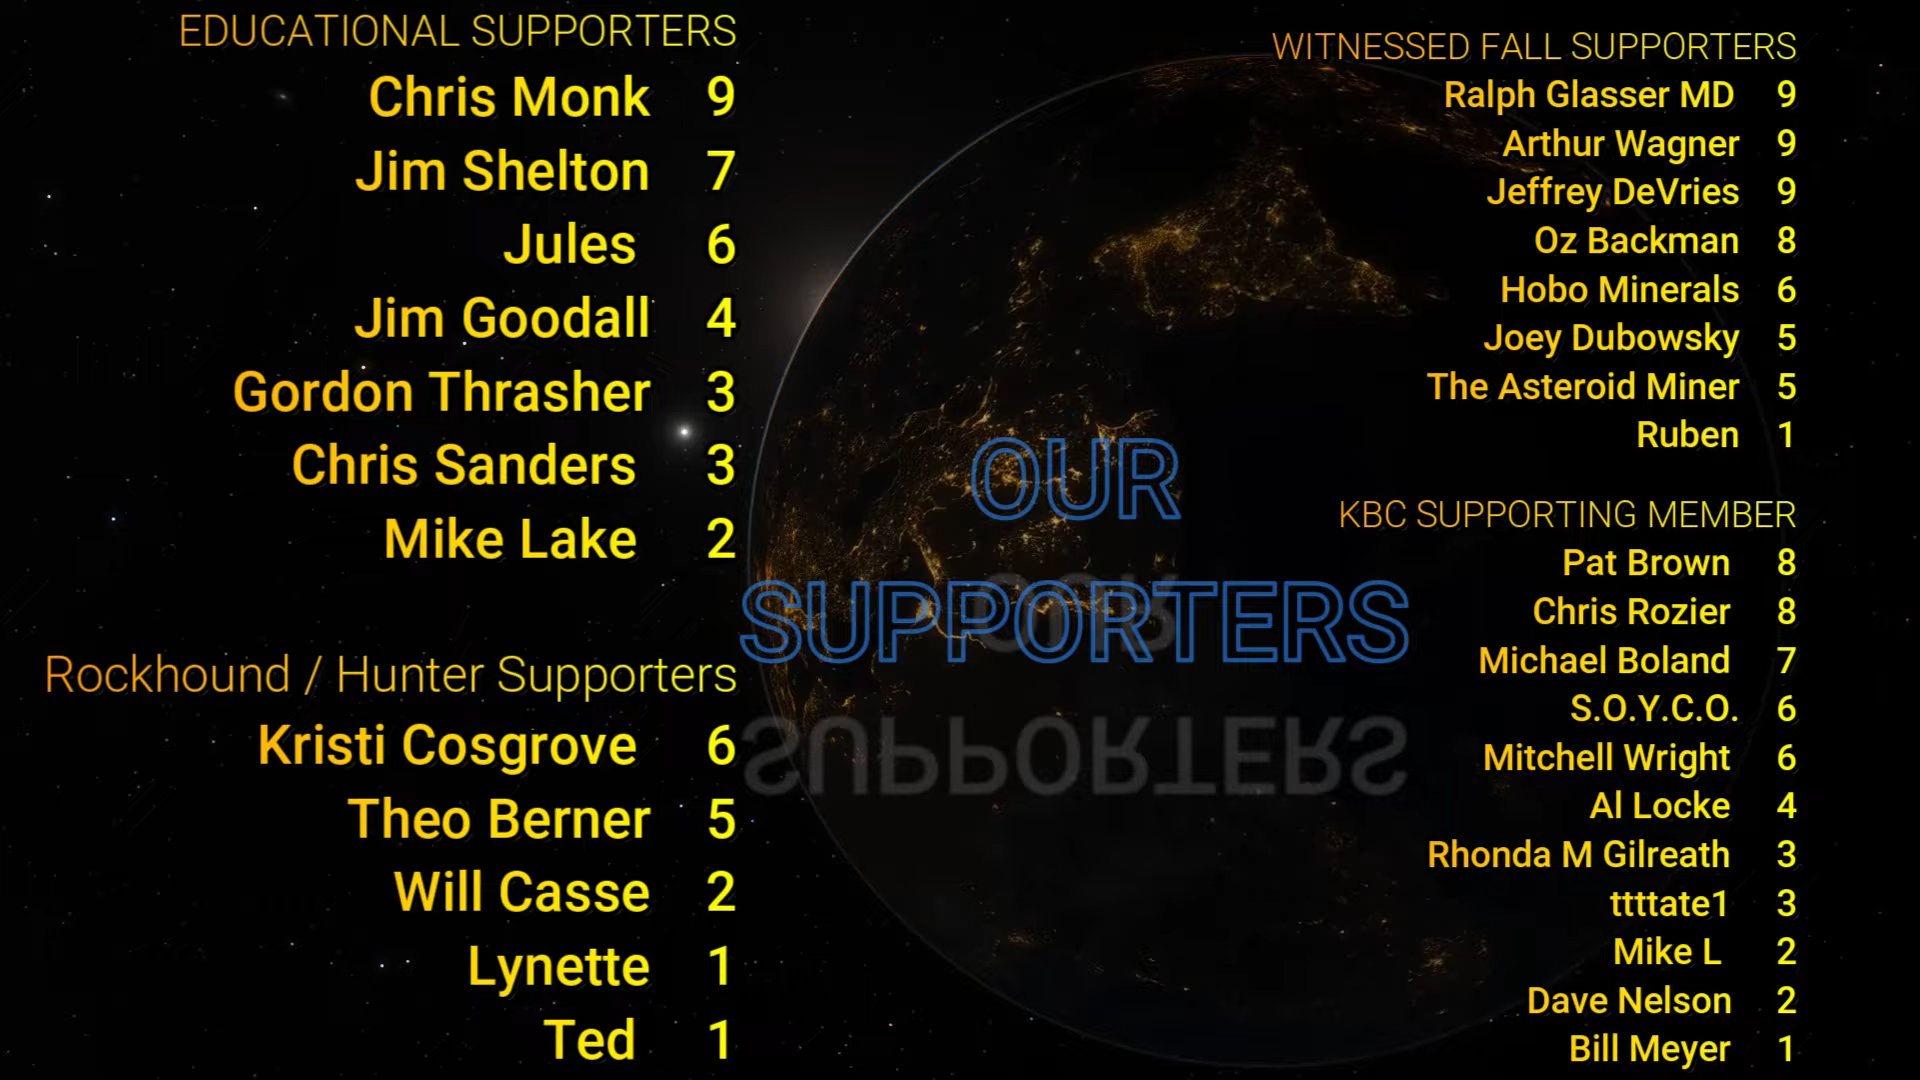 EDUCATIONAL SUPPORTERS
Chris Monk 9
Jim Shelton 7
Jules 6
Jim Goodall 4
Gordon Thrasher 3
Chris Sanders 3
Mike Lake 2
Rockhound / Hunter Supporters
Kristi Cosgrove 6
Theo Berner 5
Will Casse 2
Lynette 1
Ted 1
OUR
SUPPORTERS
WITNESSED FALL SUPPORTERS
Ralph Glasser MD 9
Arthur Wagner 9
Jeffrey DeVries 9
Oz Backman 8
Hobo Minerals 6
Joey Dubowsky 5
The Asteroid Miner 5
Ruben 1
KBC SUPPORTING MEMBER
Pat Brown 8
Chris Rozier 8
Michael Boland 7
S.O.Y.C.O. 6
Mitchell Wright 6
Al Locke 4
Rhonda M Gilreath 3
ttttate1 3
Mike L 2
Dave Nelson 2
Bill Meyer 1